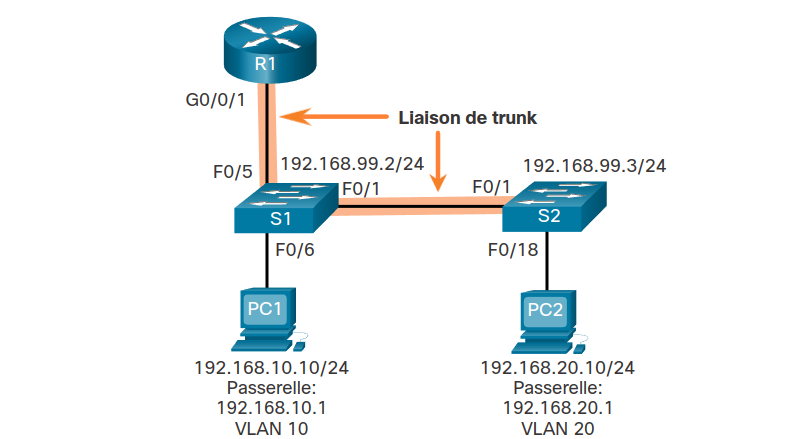 R1
G0/0/1
Liaison de trunk
F0/5
192.168.99.2/24
192.168.99.3/24
F0/1
F0/1
S1
S2
F0/6
F0/18
PC1
PC2
192.168.10.10/24
Passerelle:
192.168.10.1
VLAN 10
192.168.20.10/24
Passerelle:
192.168.20.1
VLAN 20